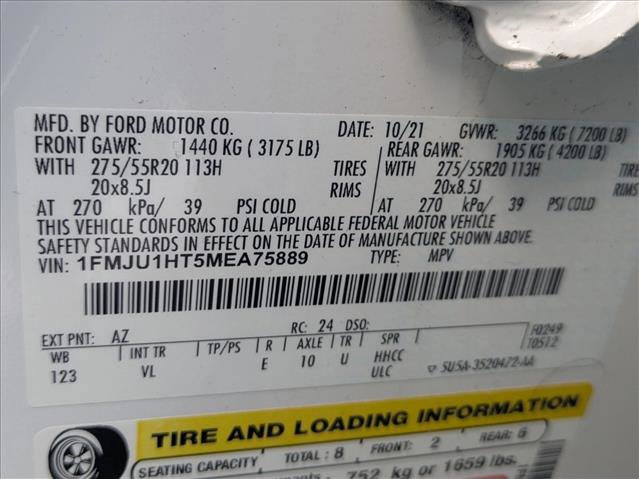 MFD. BY FORD MOTOR CO. DATE: 10/21 GVWR: 3266 KG ( 7200 LB)
FRONT GAWR: 1440 KG ( 3175 LB) REAR GAWR: 1905 KG ( 4200 LB)
WITH 275/55R20 113H TIRES WITH 275/55R20 113H
20x8.5J RIMS 20x8.5J
AT 270 kPa/ 39 PSI COLD AT 270 kPa/ 39 PSI COLD
THIS VEHICLE CONFORMS TO ALL APPLICABLE FEDERAL MOTOR VEHICLE
SAFETY STANDARDS IN EFFECT ON THE DATE OF MANUFACTURE SHOWN ABOVE.
VIN: 1FMJU1HT5MEA75889 TYPE: MPV
EXT PNT: AZ RC: 24 DSO: F0249
WB INT TR TP/PS R AXLE TR SPR T0512
123 VL E 10 U HHCC
ULC ▽ 5U5A-3520472-AA
TIRE AND LOADING INFORMATION
SEATING CAPACITY TOTAL: 8 FRONT: 2 REAR: 6
752 kg or 1659 lbs.